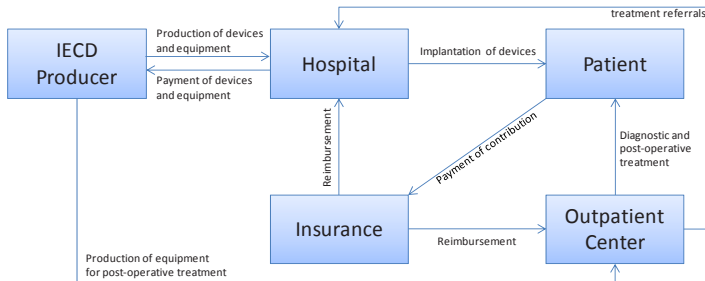 treatment referrals
IECD
Producer
Production of devices
and equipment
Payment of devices
and equipment
Hospital
Implantation of devices
Patient
Reimbursement
Payment of contribution
Diagnostic and
post-operative
treatment
Insurance
Reimbursement
Outpatient
Center
Production of equipment
for post-operative treatment